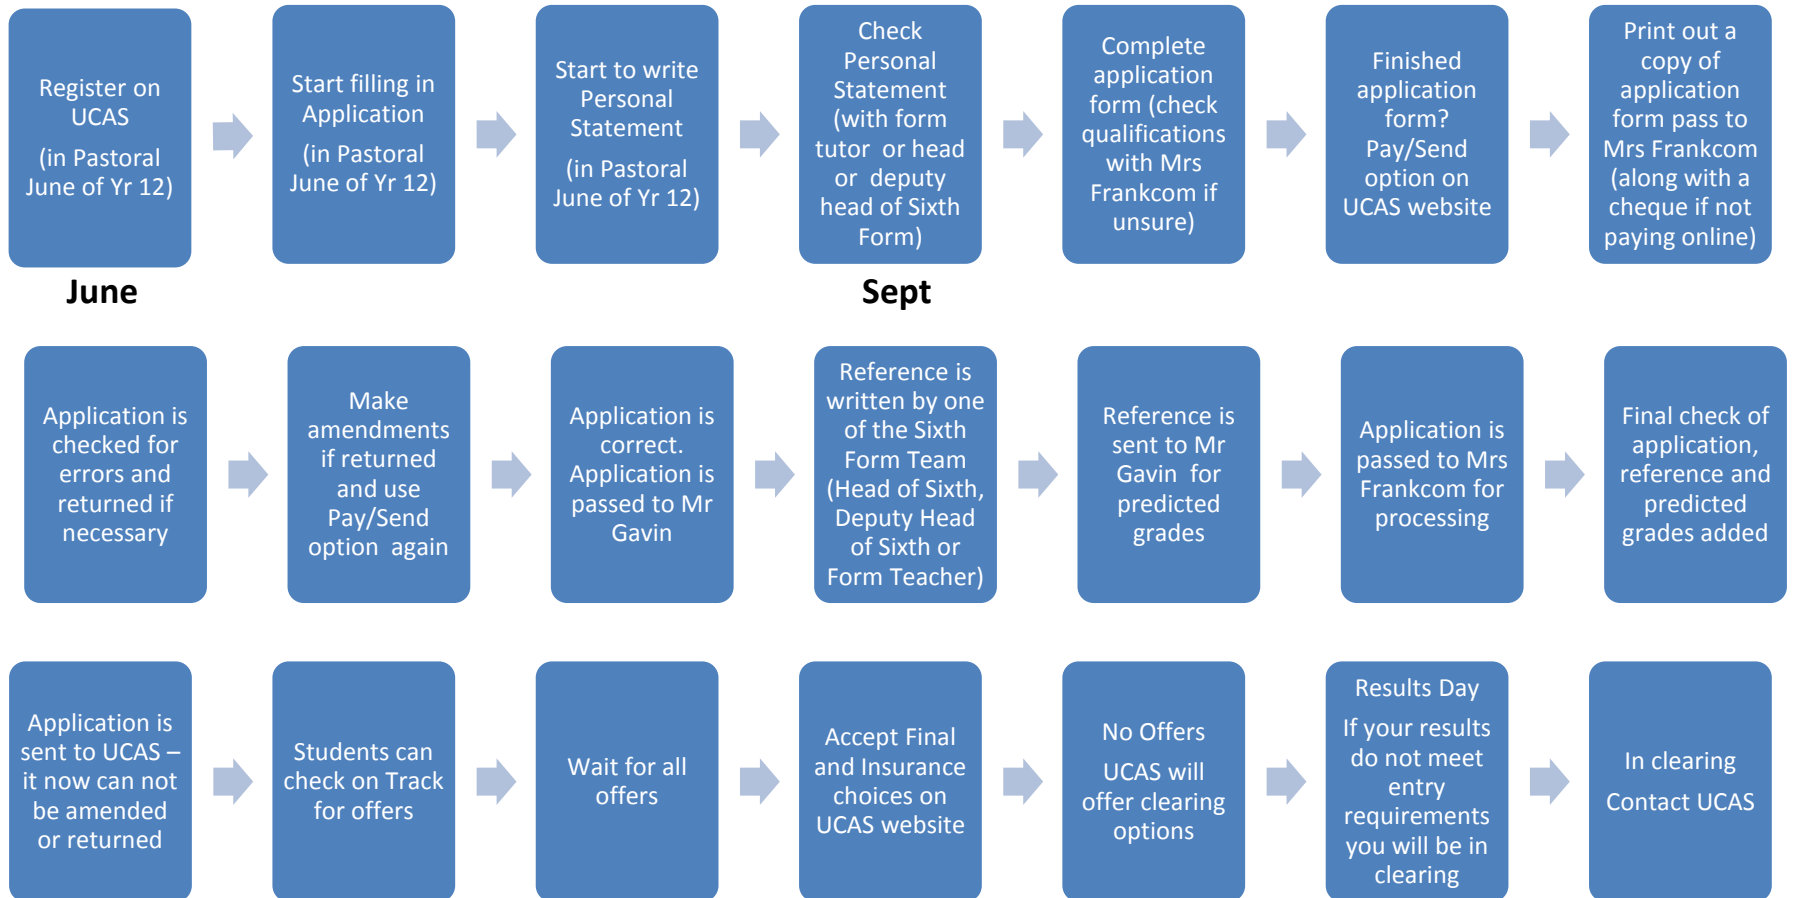 Register on
UCAS
(in Pastoral
June of Yr 12)
Start filling in
Application
(in Pastoral
June of Yr 12)
Start to write
Personal
Statement
(in Pastoral
June of Yr 12)
Check
Personal
Statement
(with form
tutor or head
or deputy
head of Sixth
Form)
Complete
application
form (check
qualifications
with Mrs
Frankcom if
unsure)
Finished
application
form?
Pay/Send
option on
UCAS website
Print out a
copy of
application
form pass to
Mrs Frankcom
(along with a
cheque if not
paying online)
June
Sept
Application is
checked for
errors and
returned if
necessary
Make
amendments
if returned
and use
Pay/Send
option again
Application is
correct.
Application is
passed to Mr
Gavin
Reference is
written by one
of the Sixth
Form Team
(Head of Sixth,
Deputy Head
of Sixth or
Form Teacher)
Reference is
sent to Mr
Gavin for
predicted
grades
Application is
passed to Mrs
Frankcom for
processing
Final check of
application,
reference and
predicted
grades added
Application is
sent to UCAS –
it now can not
be amended
or returned
Students can
check on Track
for offers
Wait for all
offers
Accept Final
and Insurance
choices on
UCAS website
No Offers
UCAS will
offer clearing
options
Results Day
If your results
do not meet
entry
requirements
you will be in
clearing
In clearing
Contact UCAS